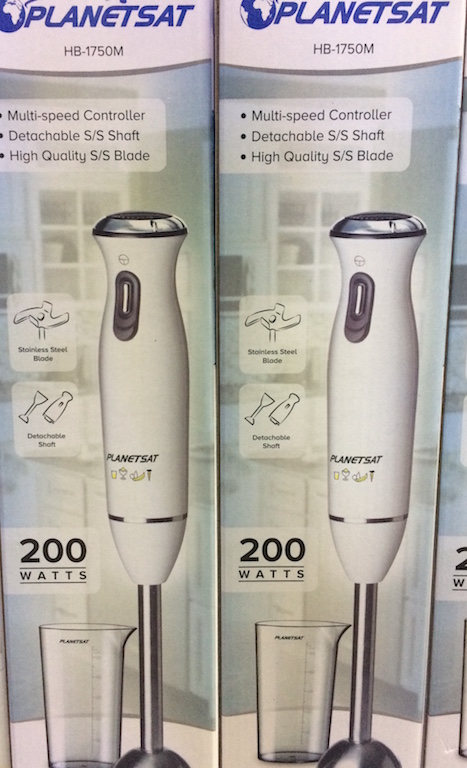 PLANETSAT
HB-1750M
• Multi-speed Controller
• Detachable S/S Shaft
• High Quality S/S Blade
Stainless Steel
Blade
Detachable
Shaft
PLANETSAT
200
WATTS
PLANETSAT
PLANETSAT
HB-1750M
• Multi-speed Controller
• Detachable S/S Shaft
• High Quality S/S Blade
Stainless Steel
Blade
Detachable
Shaft
PLANETSAT
200
WATTS
PLANETSAT
2
W